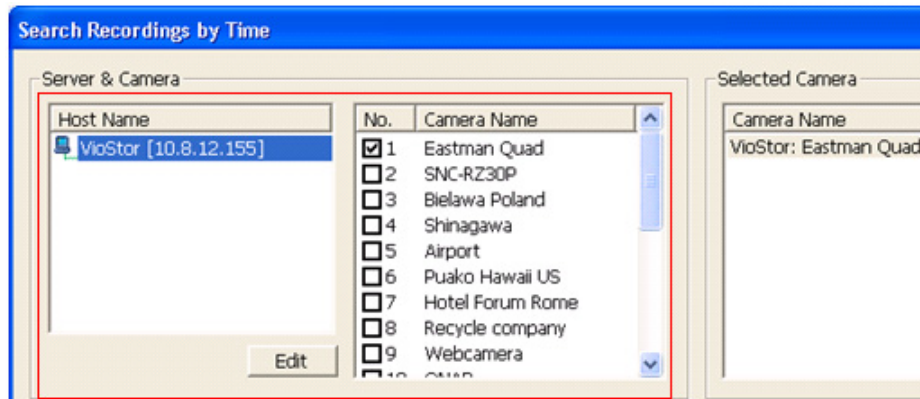 Search Recordings by Time
Server & Camera
Host Name
VioStor [10.8.12.155]
Edit
No. Camera Name
1 Eastman Quad
2 SNC-RZ30P
3 Bielawa Poland
4 Shinagawa
5 Airport
6 Puako Hawaii US
7 Hotel Forum Rome
8 Recycle company
9 Webcamera
Selected Camera
Camera Name
VioStor: Eastman Quad